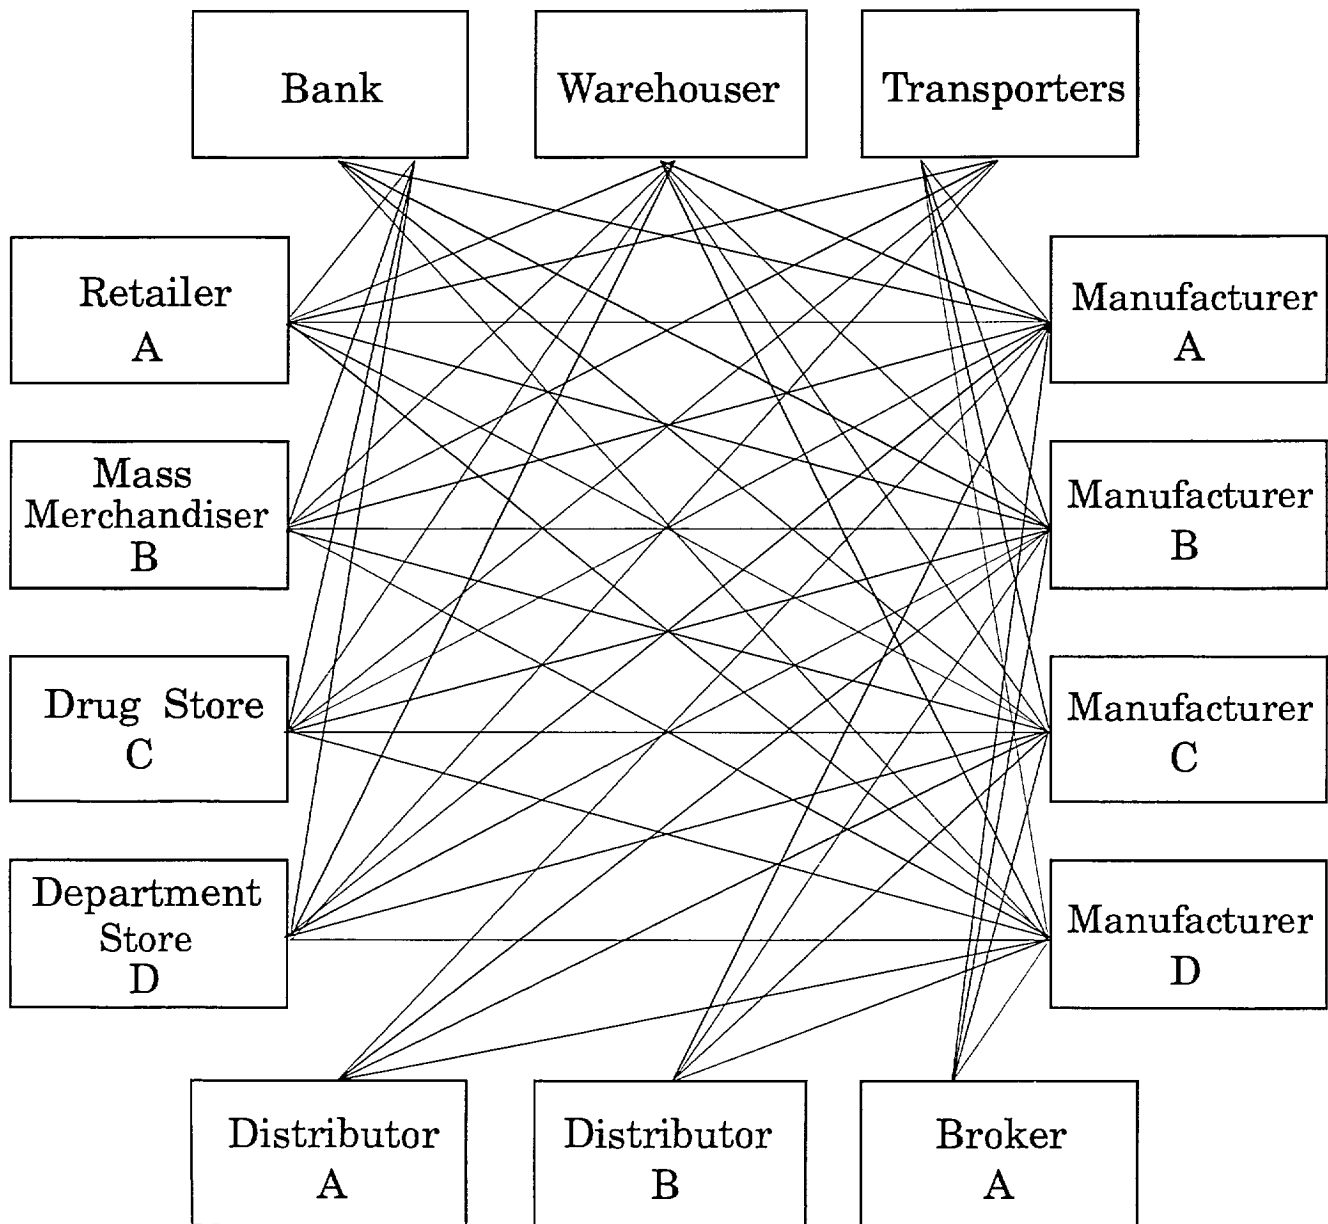 Bank
Warehouser
Transporters
Retailer
A
Manufacturer
A
Mass
Merchandiser
B
Manufacturer
B
Drug Store
C
Manufacturer
C
Department
Store
D
Manufacturer
D
Distributor
A
Distributor
B
Broker
A